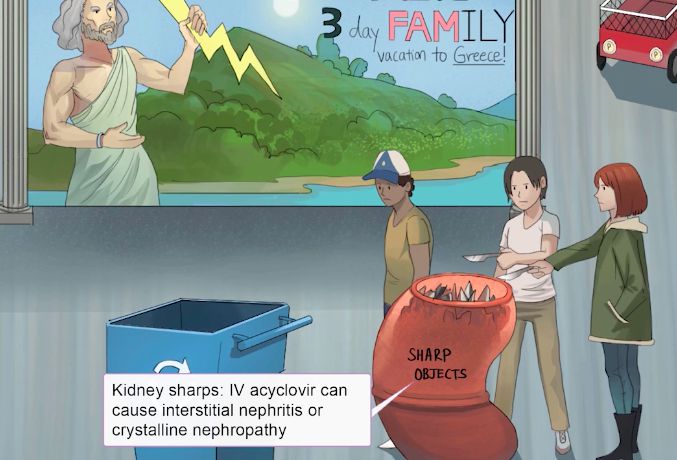 3 day FAMILY
vacation to Greece!
SHARP
OBJECTS
Kidney sharps: IV acyclovir can
cause interstitial nephritis or
crystalline nephropathy